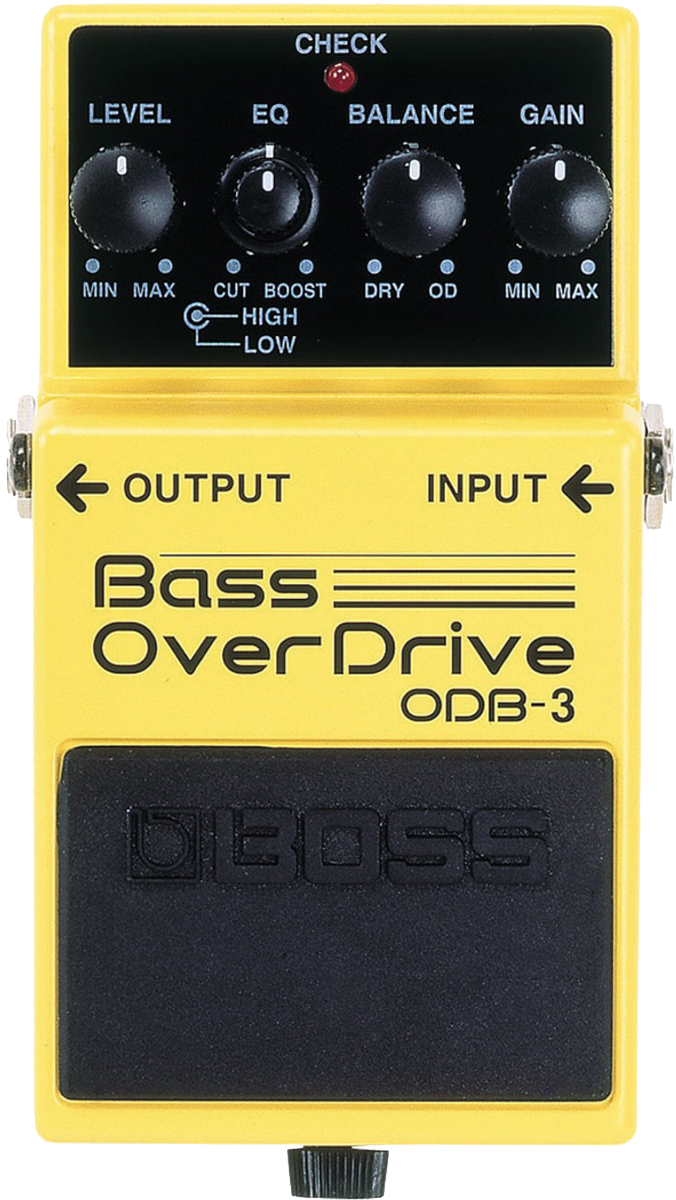 CHECK
LEVEL EQ BALANCE GAIN
MIN MAX CUT BOOST DRY OD MIN MAX
HIGH
LOW
OUTPUT INPUT
Bass
OverDrive
ODB-3
BOSS